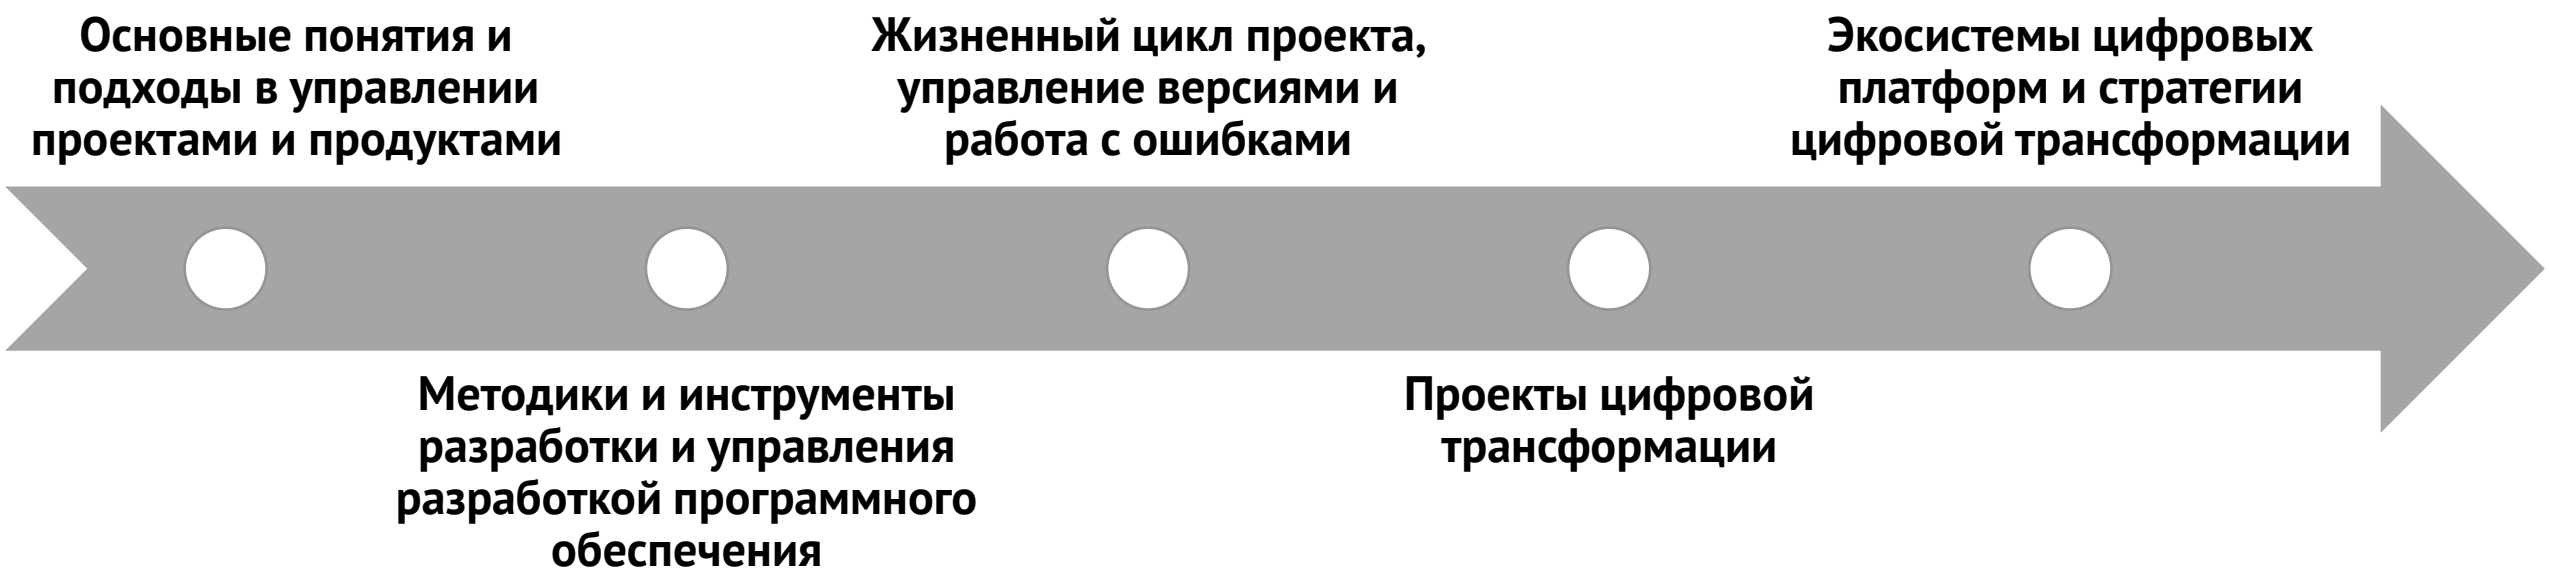 Основные понятия и
подходы в управлении
проектами и продуктами
Методики и инструменты
разработки и управления
разработкой программного
обеспечения
Жизненный цикл проекта,
управление версиями и
работа с ошибками
Проекты цифровой
трансформации
Экосистемы цифровых
платформ и стратегии
цифровой трансформации